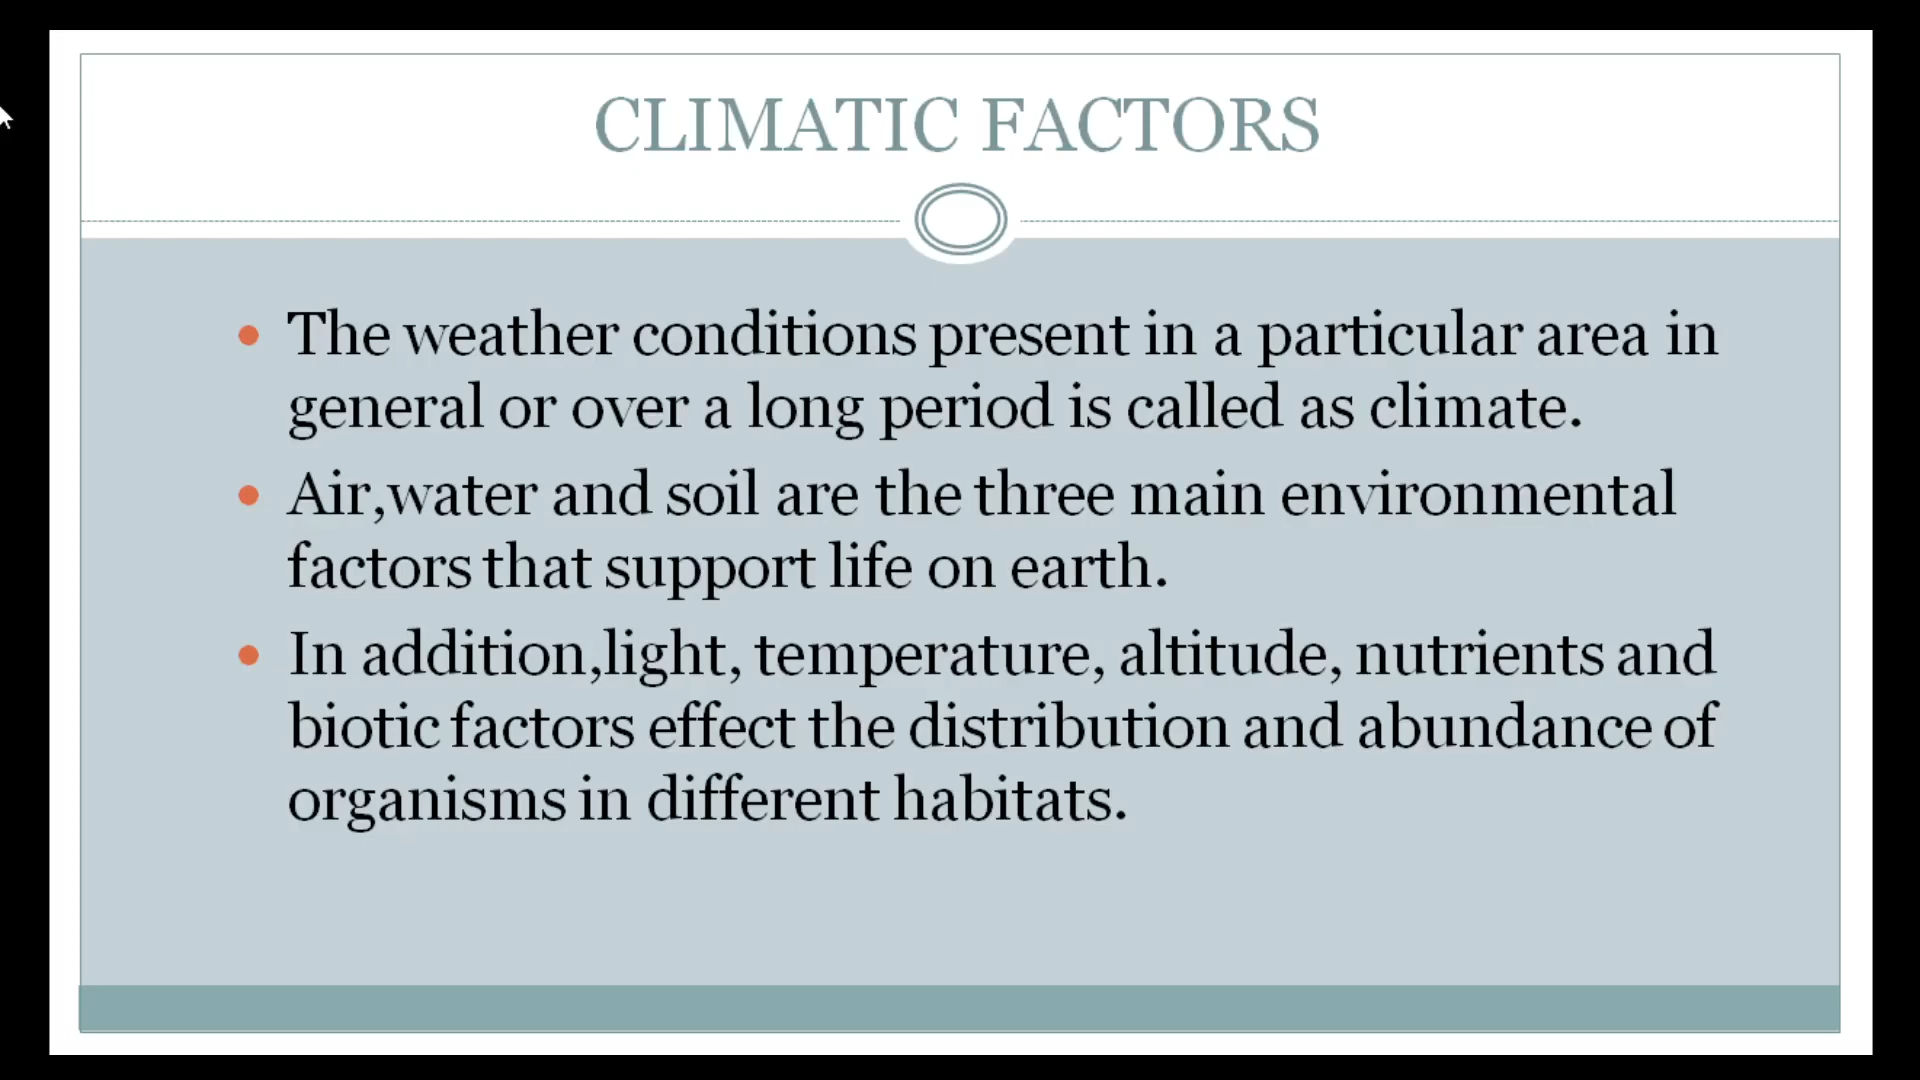 CLIMATIC FACTORS
The weather conditions present in a particular area in
general or over a long period is called as climate.
Air,water and soil are the three main environmental
factors that support life on earth.
In addition,light, temperature, altitude, nutrients and
biotic factors effect the distribution and abundance of
organisms in different habitats.